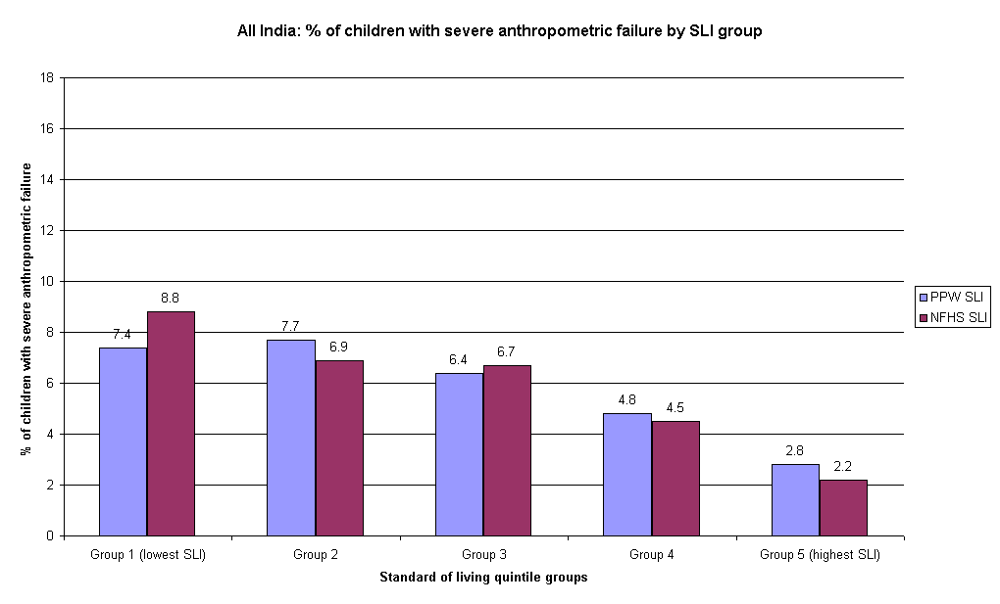 All India: % of children with severe anthropometric failure by SLI group
% of children with severe anthropometric failure
18
16
14
12
10
8
6
4
2
0
7.4
8.8
7.7
6.9
6.4
6.7
4.8
4.5
2.8
2.2
Group 1 (lowest SLI)
Group 2
Group 3
Group 4
Group 5 (highest SLI)
Standard of living quintile groups
PPW SLI
NFHS SLI